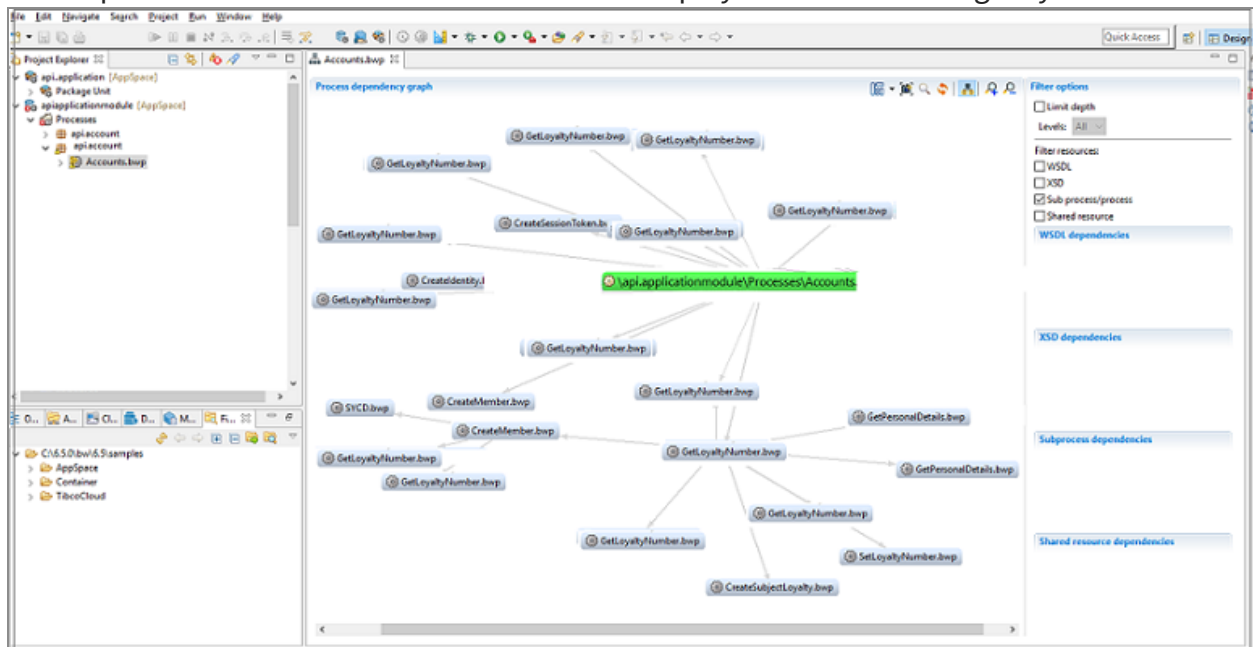 File Edit Navigate Search Project Run Window Help
Quick Access
Design
Project Explorer
Accounts.bwp
api.application [AppSpace]
Package Unit
apiapplicationmodule [AppSpace]
Processes
api.account
api.account
Accounts.bwp
Process dependency graph
GetLoyaltyNumber.bwp
GetLoyaltyNumber.bwp
GetLoyaltyNumber.bwp
GetLoyaltyNumber.bwp
CreateSessionToken.b
GetLoyaltyNumber.bwp
GetLoyaltyNumber.bwp
CreateIdentity.
\api.applicationmodule\Processes\Accounts.
GetLoyaltyNumber.bwp
GetLoyaltyNumber.bwp
GetLoyaltyNumber.bwp
CreateMember.bwp
SYCD.bwp
GetPersonalDetails.bwp
CreateMember.bwp
GetLoyaltyNumber.bwp
GetLoyaltyNumber.bwp
GetPersonalDetails.bwp
GetLoyaltyNumber.bwp
GetLoyaltyNumber.bwp
GetLoyaltyNumber.bwp
SetLoyaltyNumber.bwp
CreateSubjectLoyalty.bwp
Filter options
Limit depth
Levels: All
Filter resources:
WSDL
XSD
Sub process/process
Shared resource
WSDL dependencies
XSD dependencies
Subprocess dependencies
Shared resource dependencies
O... A... Cl... D... M... Fi...
C:\6.5.0\bw\6.5\samples
AppSpace
Container
TibcoCloud